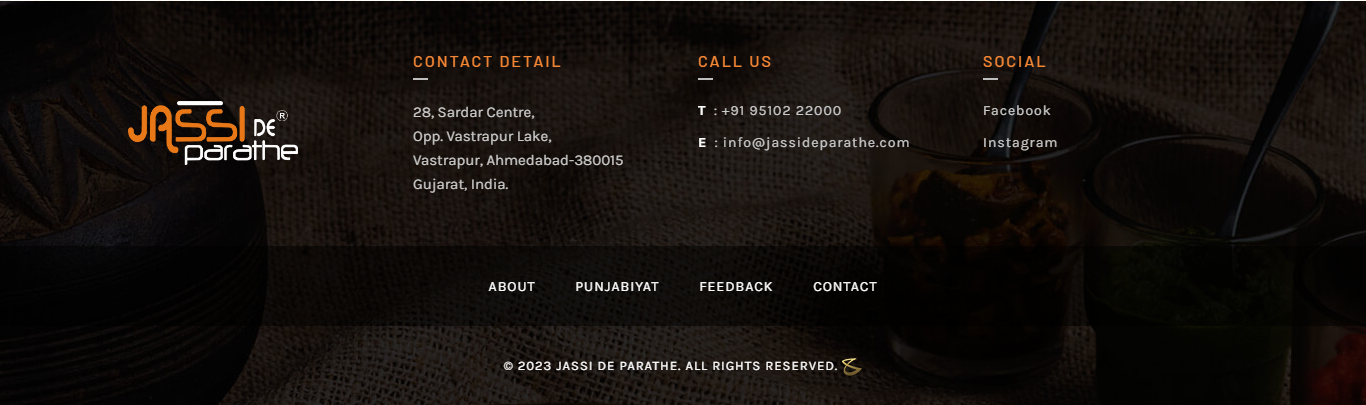 JASSI DE®
parathe
CONTACT DETAIL
28, Sardar Centre,
Opp. Vastrapur Lake,
Vastrapur, Ahmedabad-380015
Gujarat, India.
CALL US
T : +91 95102 22000
E : info@jassideparathe.com
SOCIAL
Facebook
Instagram
ABOUT PUNJABIYAT FEEDBACK CONTACT
© 2023 JASSI DE PARATHE. ALL RIGHTS RESERVED.